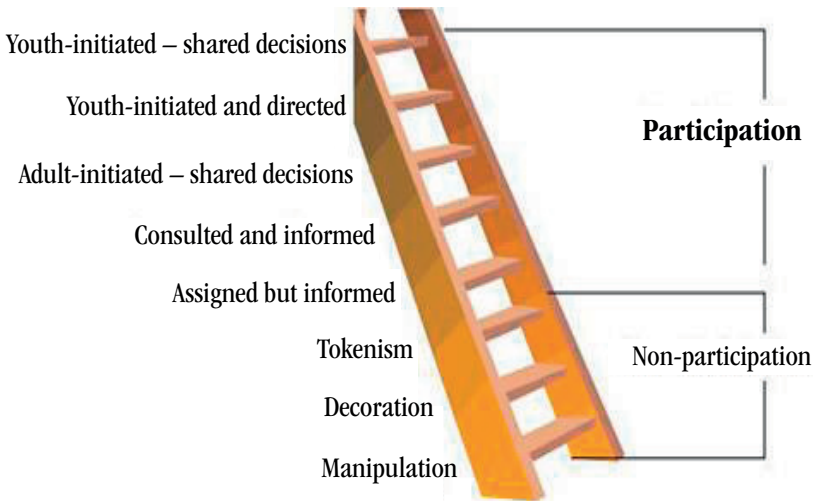 Youth-initiated – shared decisions
Youth-initiated and directed
Adult-initiated – shared decisions
Consulted and informed
Assigned but informed
Tokenism
Decoration
Manipulation
Participation
Non-participation